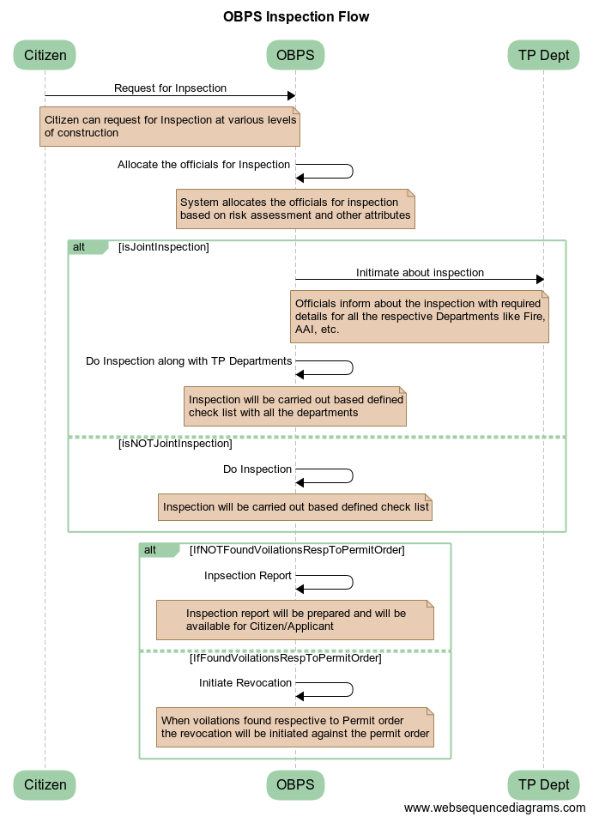 OBPS Inspection Flow
Citizen
OBPS
TP Dept
Request for Inpsection
Citizen can request for Inspection at various levels
of construction
Allocate the officials for Inspection
System allocates the officials for inspection
based on risk assessment and other attributes
alt
[isJointInspection]
Initimate about inspection
Officials inform about the inspection with required
details for all the respective Departments like Fire,
AAI, etc.
Do Inspection along with TP Departments
Inspection will be carried out based defined
check list with all the departments
[isNOTJointInspection]
Do Inspection
Inspection will be carried out based defined check list
alt
[IfNOTFoundVoilationsRespToPermitOrder]
Inpsection Report
Inspection report will be prepared and will be
available for Citizen/Applicant
[IfFoundVoilationsRespToPermitOrder]
Initiate Revocation
When voilations found respective to Permit order
the revocation will be initiated against the permit order
Citizen
OBPS
TP Dept
www.websequencediagrams.com